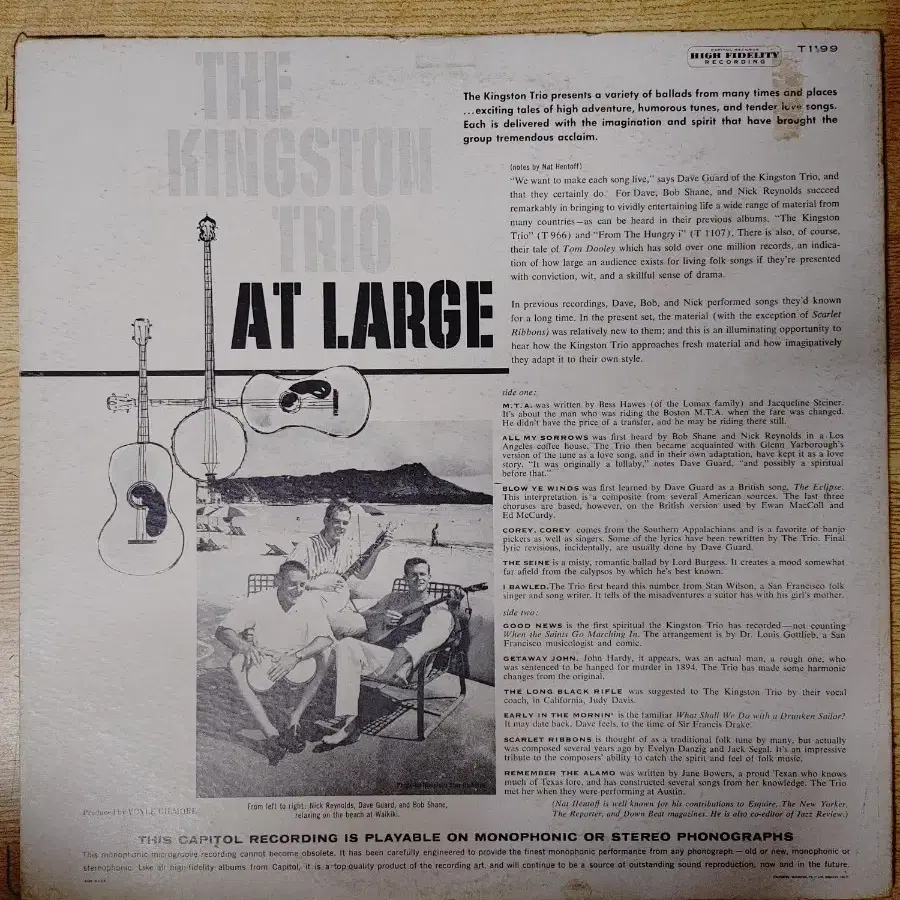 THE
KINGSTON
TRIO
AT LARGE
CAPITOL RECORDS
HIGH FIDELITY
RECORDING
T1199
The Kingston Trio presents a variety of ballads from many times and places
...exciting tales of high adventure, humorous tunes, and tender love songs.
Each is delivered with the imagination and spirit that have brought the
group tremendous acclaim.
(notes by Nat Hentoff)
"We want to make each song live," says Dave Guard of the Kingston Trio, and
that they certainly do. For Dave, Bob Shane, and Nick Reynolds succeed
remarkably in bringing to vividly entertaining life a wide range of material from
many countries—as can be heard in their previous albums, "The Kingston
Trio" (T 966) and "From The Hungry i" (T 1107). There is also, of course,
their tale of Tom Dooley which has sold over one million records, an indica-
tion of how large an audience exists for living folk songs if they're presented
with conviction, wit, and a skillful sense of drama.
In previous recordings, Dave, Bob, and Nick performed songs they'd known
for a long time. In the present set, the material (with the exception of Scarlet
Ribbons) was relatively new to them; and this is an illuminating opportunity to
hear how the Kingston Trio approaches fresh material and how imaginatively
they adapt it to their own style.
side one:
M.T.A. was written by Bess Hawes (of the Lomax family) and Jacqueline Steiner.
It's about the man who was riding the Boston M.T.A. when the fare was changed.
He didn't have the price of a transfer, and he may be riding there still.
ALL MY SORROWS was first heard by Bob Shane and Nick Reynolds in a Los
Angeles coffee house. The Trio then became acquainted with Glenn Yarborough's
version of the tune as a love song, and in their own adaptation, have kept it as a love
story. "It was originally a lullaby," notes Dave Guard, "and possibly a spiritual
before that."
BLOW YE WINDS was first learned by Dave Guard as a British song, The Eclipse.
This interpretation is a composite from several American sources. The last three
choruses are based, however, on the British version used by Ewan MacColl and
Ed McCurdy.
COREY, COREY comes from the Southern Appalachians and is a favorite of banjo
pickers as well as singers. Some of the lyrics have been rewritten by The Trio. Final
lyric revisions, incidentally, are usually done by Dave Guard.
THE SEINE is a misty, romantic ballad by Lord Burgess. It creates a mood somewhat
far afield from the calypsos by which he's best known.
I BAWLED. The Trio first heard this number from Stan Wilson, a San Francisco folk
singer and song writer. It tells of the misadventures a suitor has with his girl's mother.
side two:
GOOD NEWS is the first spiritual the Kingston Trio has recorded—not counting
When the Saints Go Marching In. The arrangement is by Dr. Louis Gottlieb, a San
Francisco musicologist and comic.
GETAWAY JOHN. John Hardy, it appears, was an actual man, a rough one, who
was sentenced to be hanged for murder in 1894. The Trio has made some harmonic
changes from the original.
THE LONG BLACK RIFLE was suggested to The Kingston Trio by their vocal
coach, in California, Judy Davis.
EARLY IN THE MORNIN' is the familiar What Shall We Do with a Drunken Sailor?
It may date back, Dave feels, to the time of Sir Francis Drake.
SCARLET RIBBONS is thought of as a traditional folk tune by many, but actually
was composed several years ago by Evelyn Danzig and Jack Segal. It's an impressive
tribute to the composers' ability to catch the spirit and feel of folk music.
REMEMBER THE ALAMO was written by Jane Bowers, a proud Texan who knows
much of Texas lore, and has constructed several songs from her knowledge. The Trio
met her when they were performing at Austin.
(Nat Hentoff is well known for his contributions to Esquire, The New Yorker,
The Reporter, and Down Beat magazines. He is also co-editor of Jazz Review.)
Produced by VOYLE GILMORE
From left to right: Nick Reynolds, Dave Guard, and Bob Shane,
relaxing on the beach at Waikiki.
THIS CAPITOL RECORDING IS PLAYABLE ON MONOPHONIC OR STEREO PHONOGRAPHS
This monophonic microgroove recording cannot become obsolete. It has been carefully engineered to provide the finest monophonic performance from any phonograph—old or new, monophonic or
stereophonic. Like all high fidelity albums from Capitol, it is a top quality product of the recording art, and will continue to be a source of outstanding sound reproduction, now and in the future.